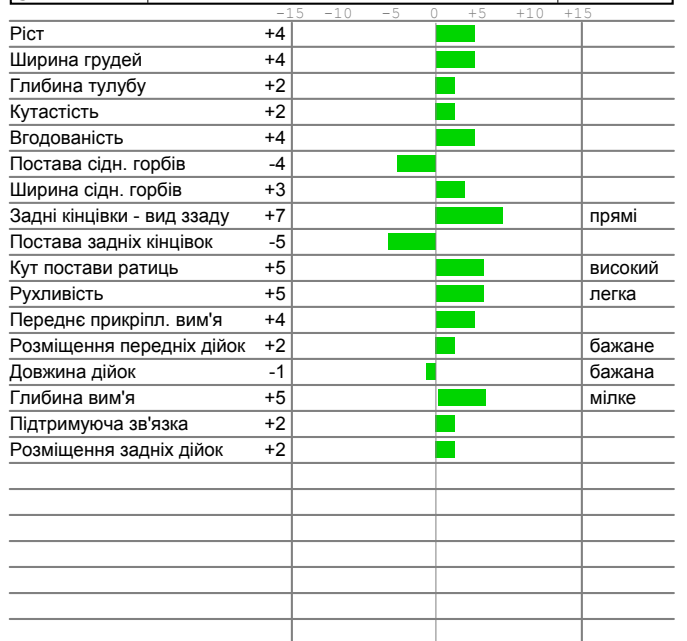 -15 -10 -5 0 +5 +10 +15
Ріст +4
Ширина грудей +4
Глибина тулубу +2
Кутастість +2
Вгодованість +4
Постава сідн. горбів -4
Ширина сідн. горбів +3
Задні кінцівки - вид ззаду +7 прямі
Постава задніх кінцівок -5
Кут постави ратиць +5 високий
Рухливість +5 легка
Переднє прикріпл. вим'я +4
Розміщення передніх дійок +2 бажане
Довжина дійок -1 бажана
Глибина вим'я +5 мілке
Підтримуюча зв'язка +2
Розміщення задніх дійок +2